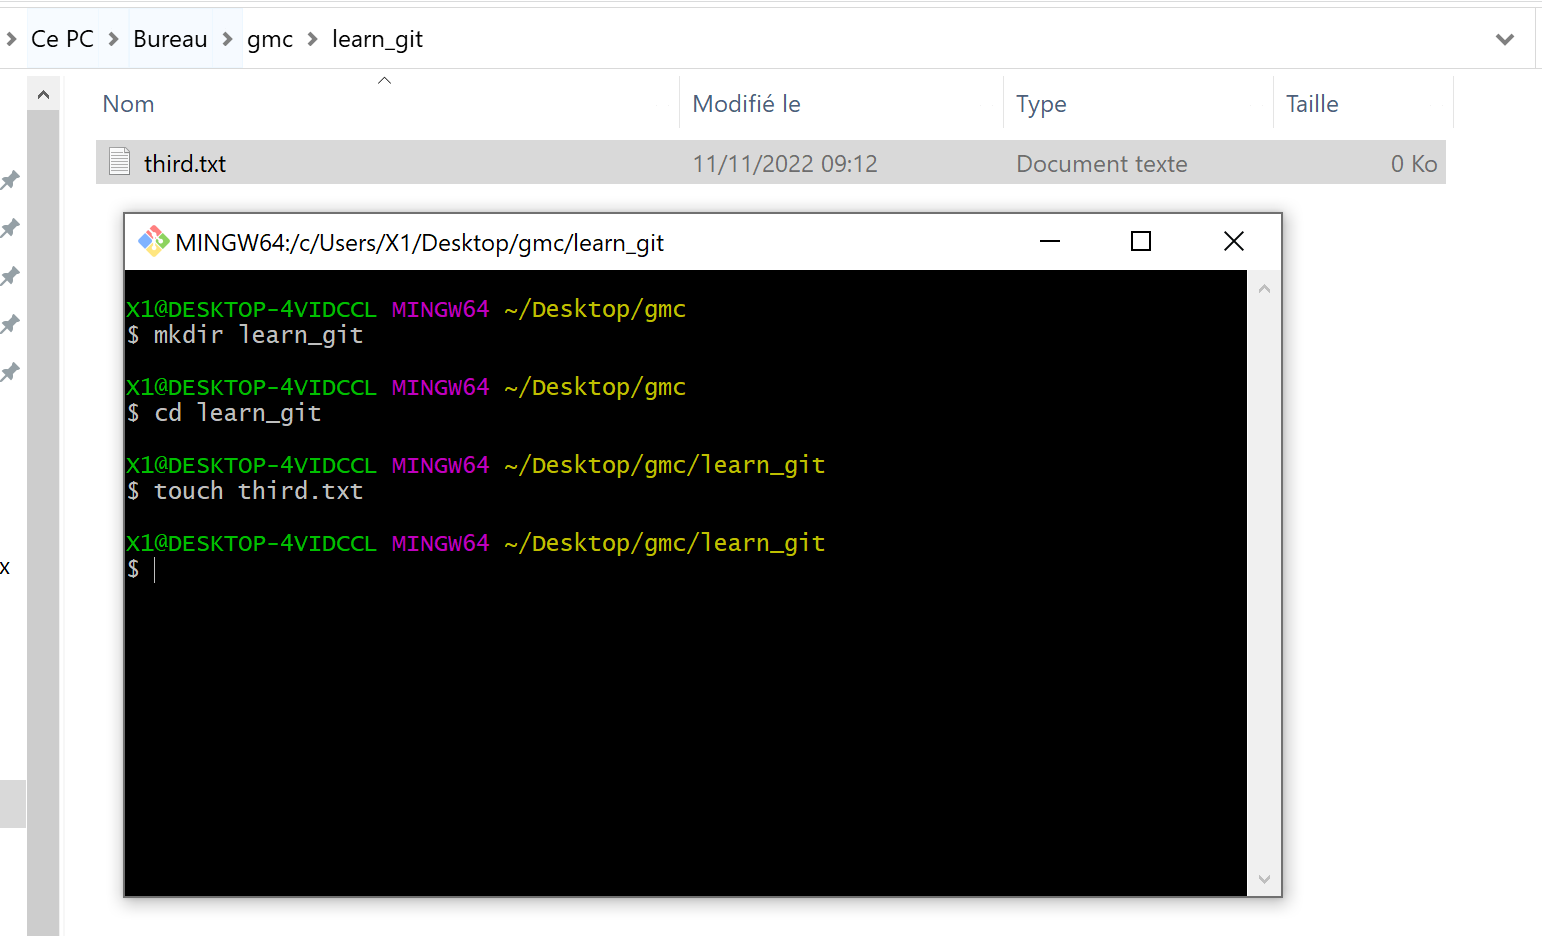 Ce PC > Bureau > gmc > learn_git
Nom Modifié le Type Taille
third.txt 11/11/2022 09:12 Document texte 0 Ko
MINGW64:/c/Users/X1/Desktop/gmc/learn_git
X1@DESKTOP-4VIDCCL MINGW64 ~/Desktop/gmc
$ mkdir learn_git
X1@DESKTOP-4VIDCCL MINGW64 ~/Desktop/gmc
$ cd learn_git
X1@DESKTOP-4VIDCCL MINGW64 ~/Desktop/gmc/learn_git
$ touch third.txt
X1@DESKTOP-4VIDCCL MINGW64 ~/Desktop/gmc/learn_git
x
$